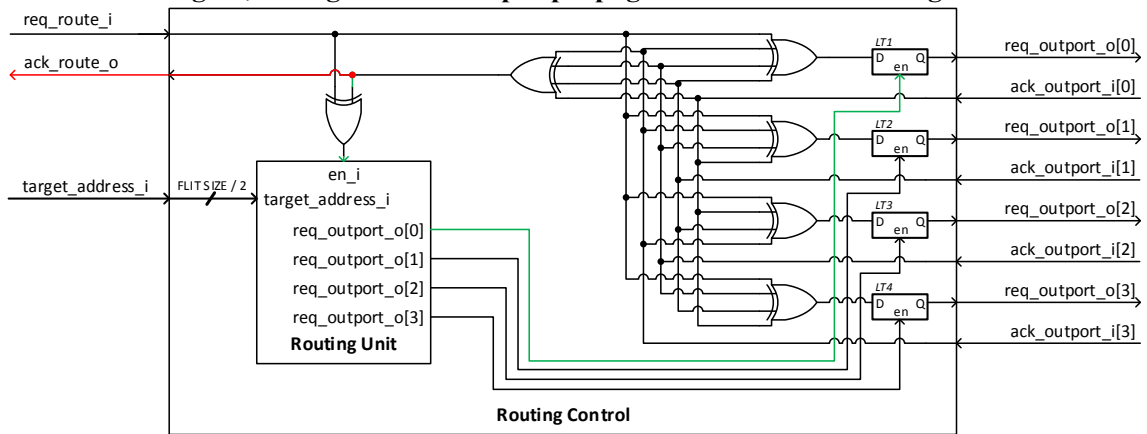 req_route_i
ack_route_o
target_address_i
FLIT SIZE / 2
en_i
target_address_i
req_outport_o[0]
req_outport_o[1]
req_outport_o[2]
req_outport_o[3]
Routing Unit
LT1
D Q
en
LT2
D Q
en
LT3
D Q
en
LT4
D Q
en
req_outport_o[0]
ack_outport_i[0]
req_outport_o[1]
ack_outport_i[1]
req_outport_o[2]
ack_outport_i[2]
req_outport_o[3]
ack_outport_i[3]
Routing Control